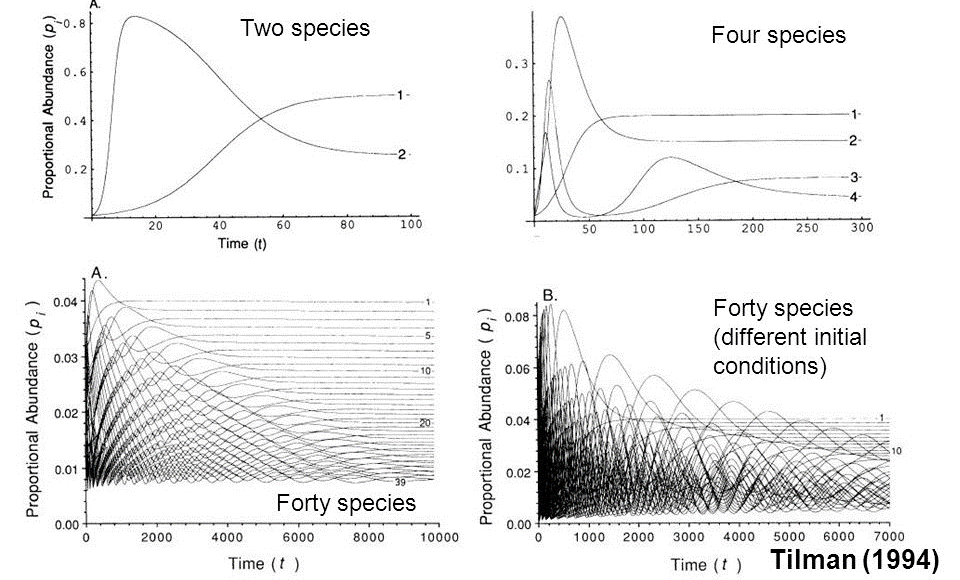 A.
Two species
Proportional Abundance (pi)
0.8
0.6
0.4
0.2
1
2
20 40 60 80 100
Time (t)
Four species
0.3
0.2
0.1
1
2
3
4
50 100 150 200 250 300
A.
Proportional Abundance (pi)
0.04
0.03
0.02
0.01
0.00
1
5
10
20
39
Forty species
0 2000 4000 6000 8000 10000
Time (t)
B.
Forty species
(different initial
conditions)
Proportional Abundance (pi)
0.08
0.06
0.04
0.02
0.00
1
10
0 1000 2000 3000 4000 5000 6000 7000
Time (t)
Tilman (1994)